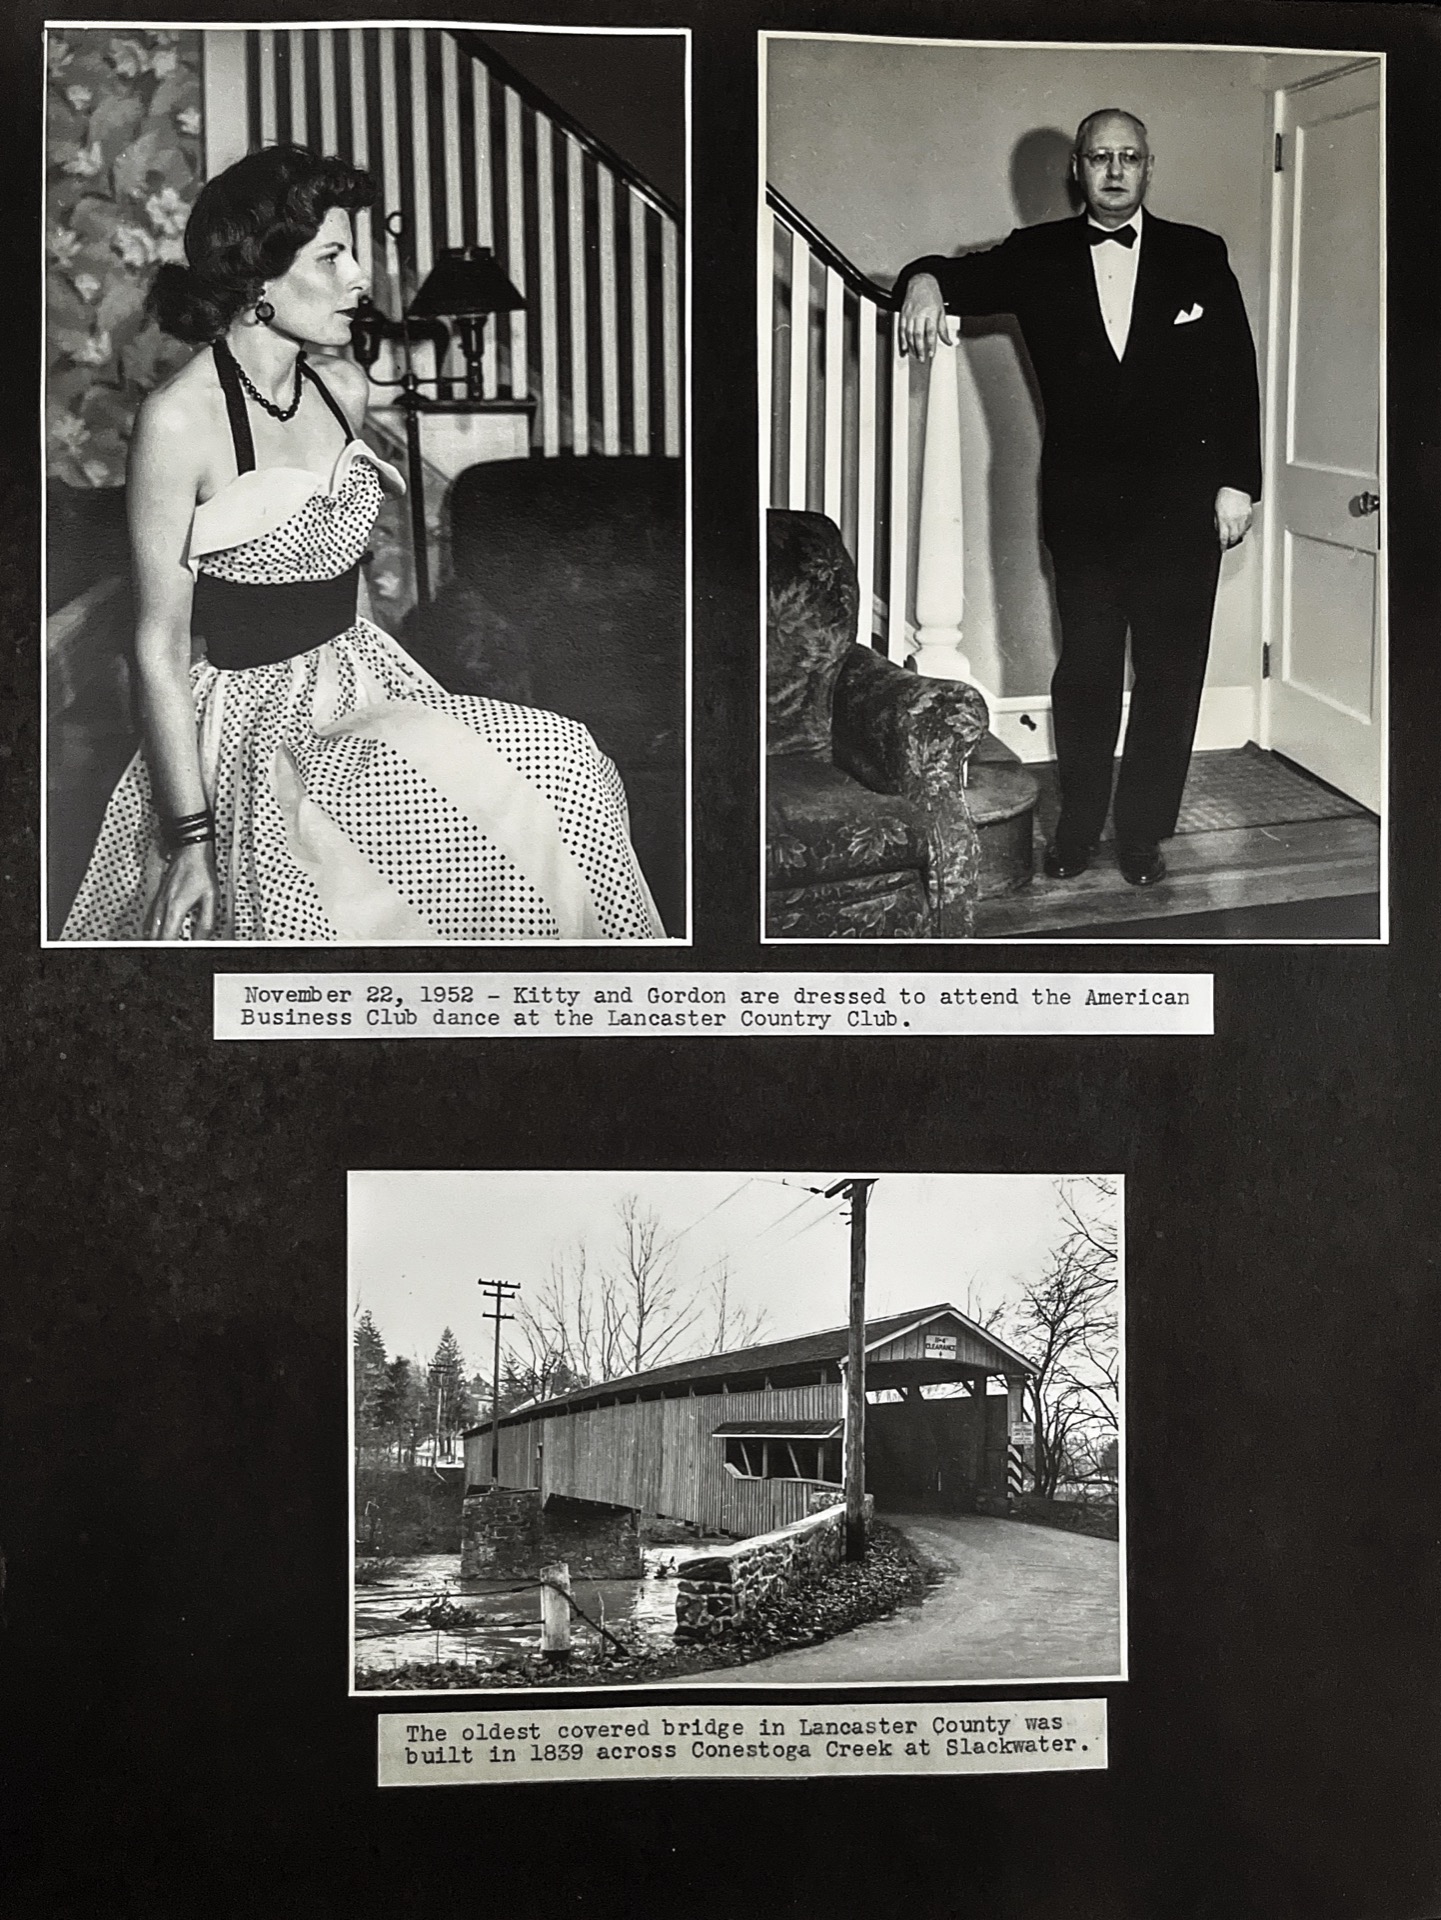 November 22, 1952 - Kitty and Gordon are dressed to attend the American
Business Club dance at the Lancaster Country Club.
CLEARANCE
The oldest covered bridge in Lancaster County was
built in 1839 across Conestoga Creek at Slackwater.